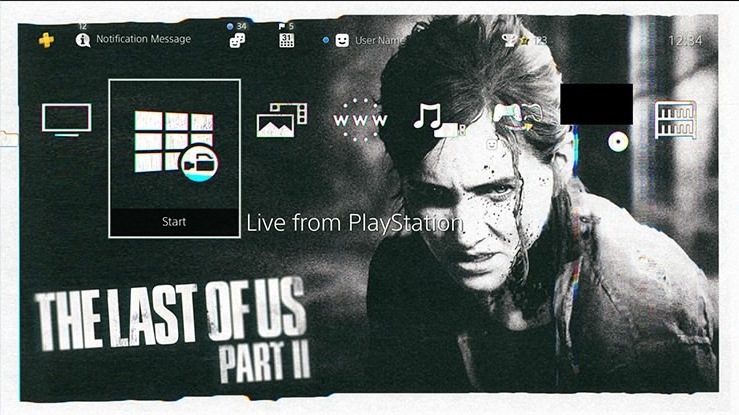 12
Notification Message
34
5
31
User Name
123
12:34
www
Start
Live from PlayStation
THE LAST OF US
PART II